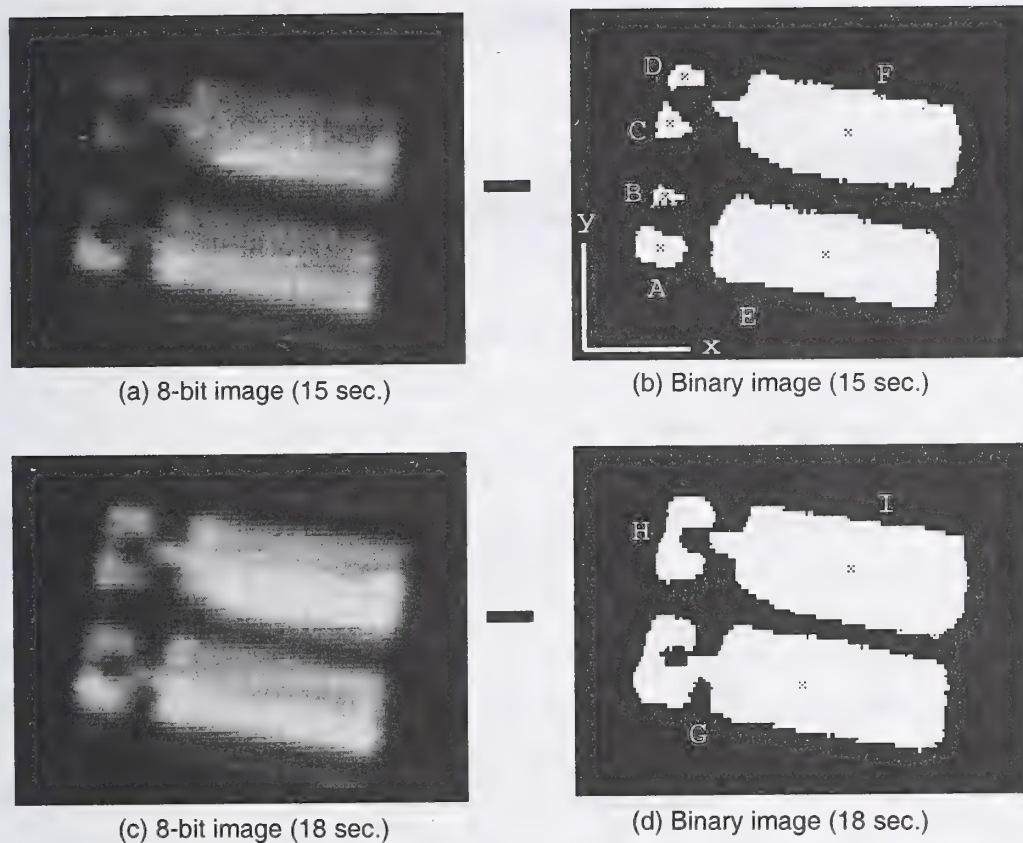 D
F
C
B
y
A
E
x
(a) 8-bit image (15 sec.)
(b) Binary image (15 sec.)
I
H
G
(c) 8-bit image (18 sec.)
(d) Binary image (18 sec.)